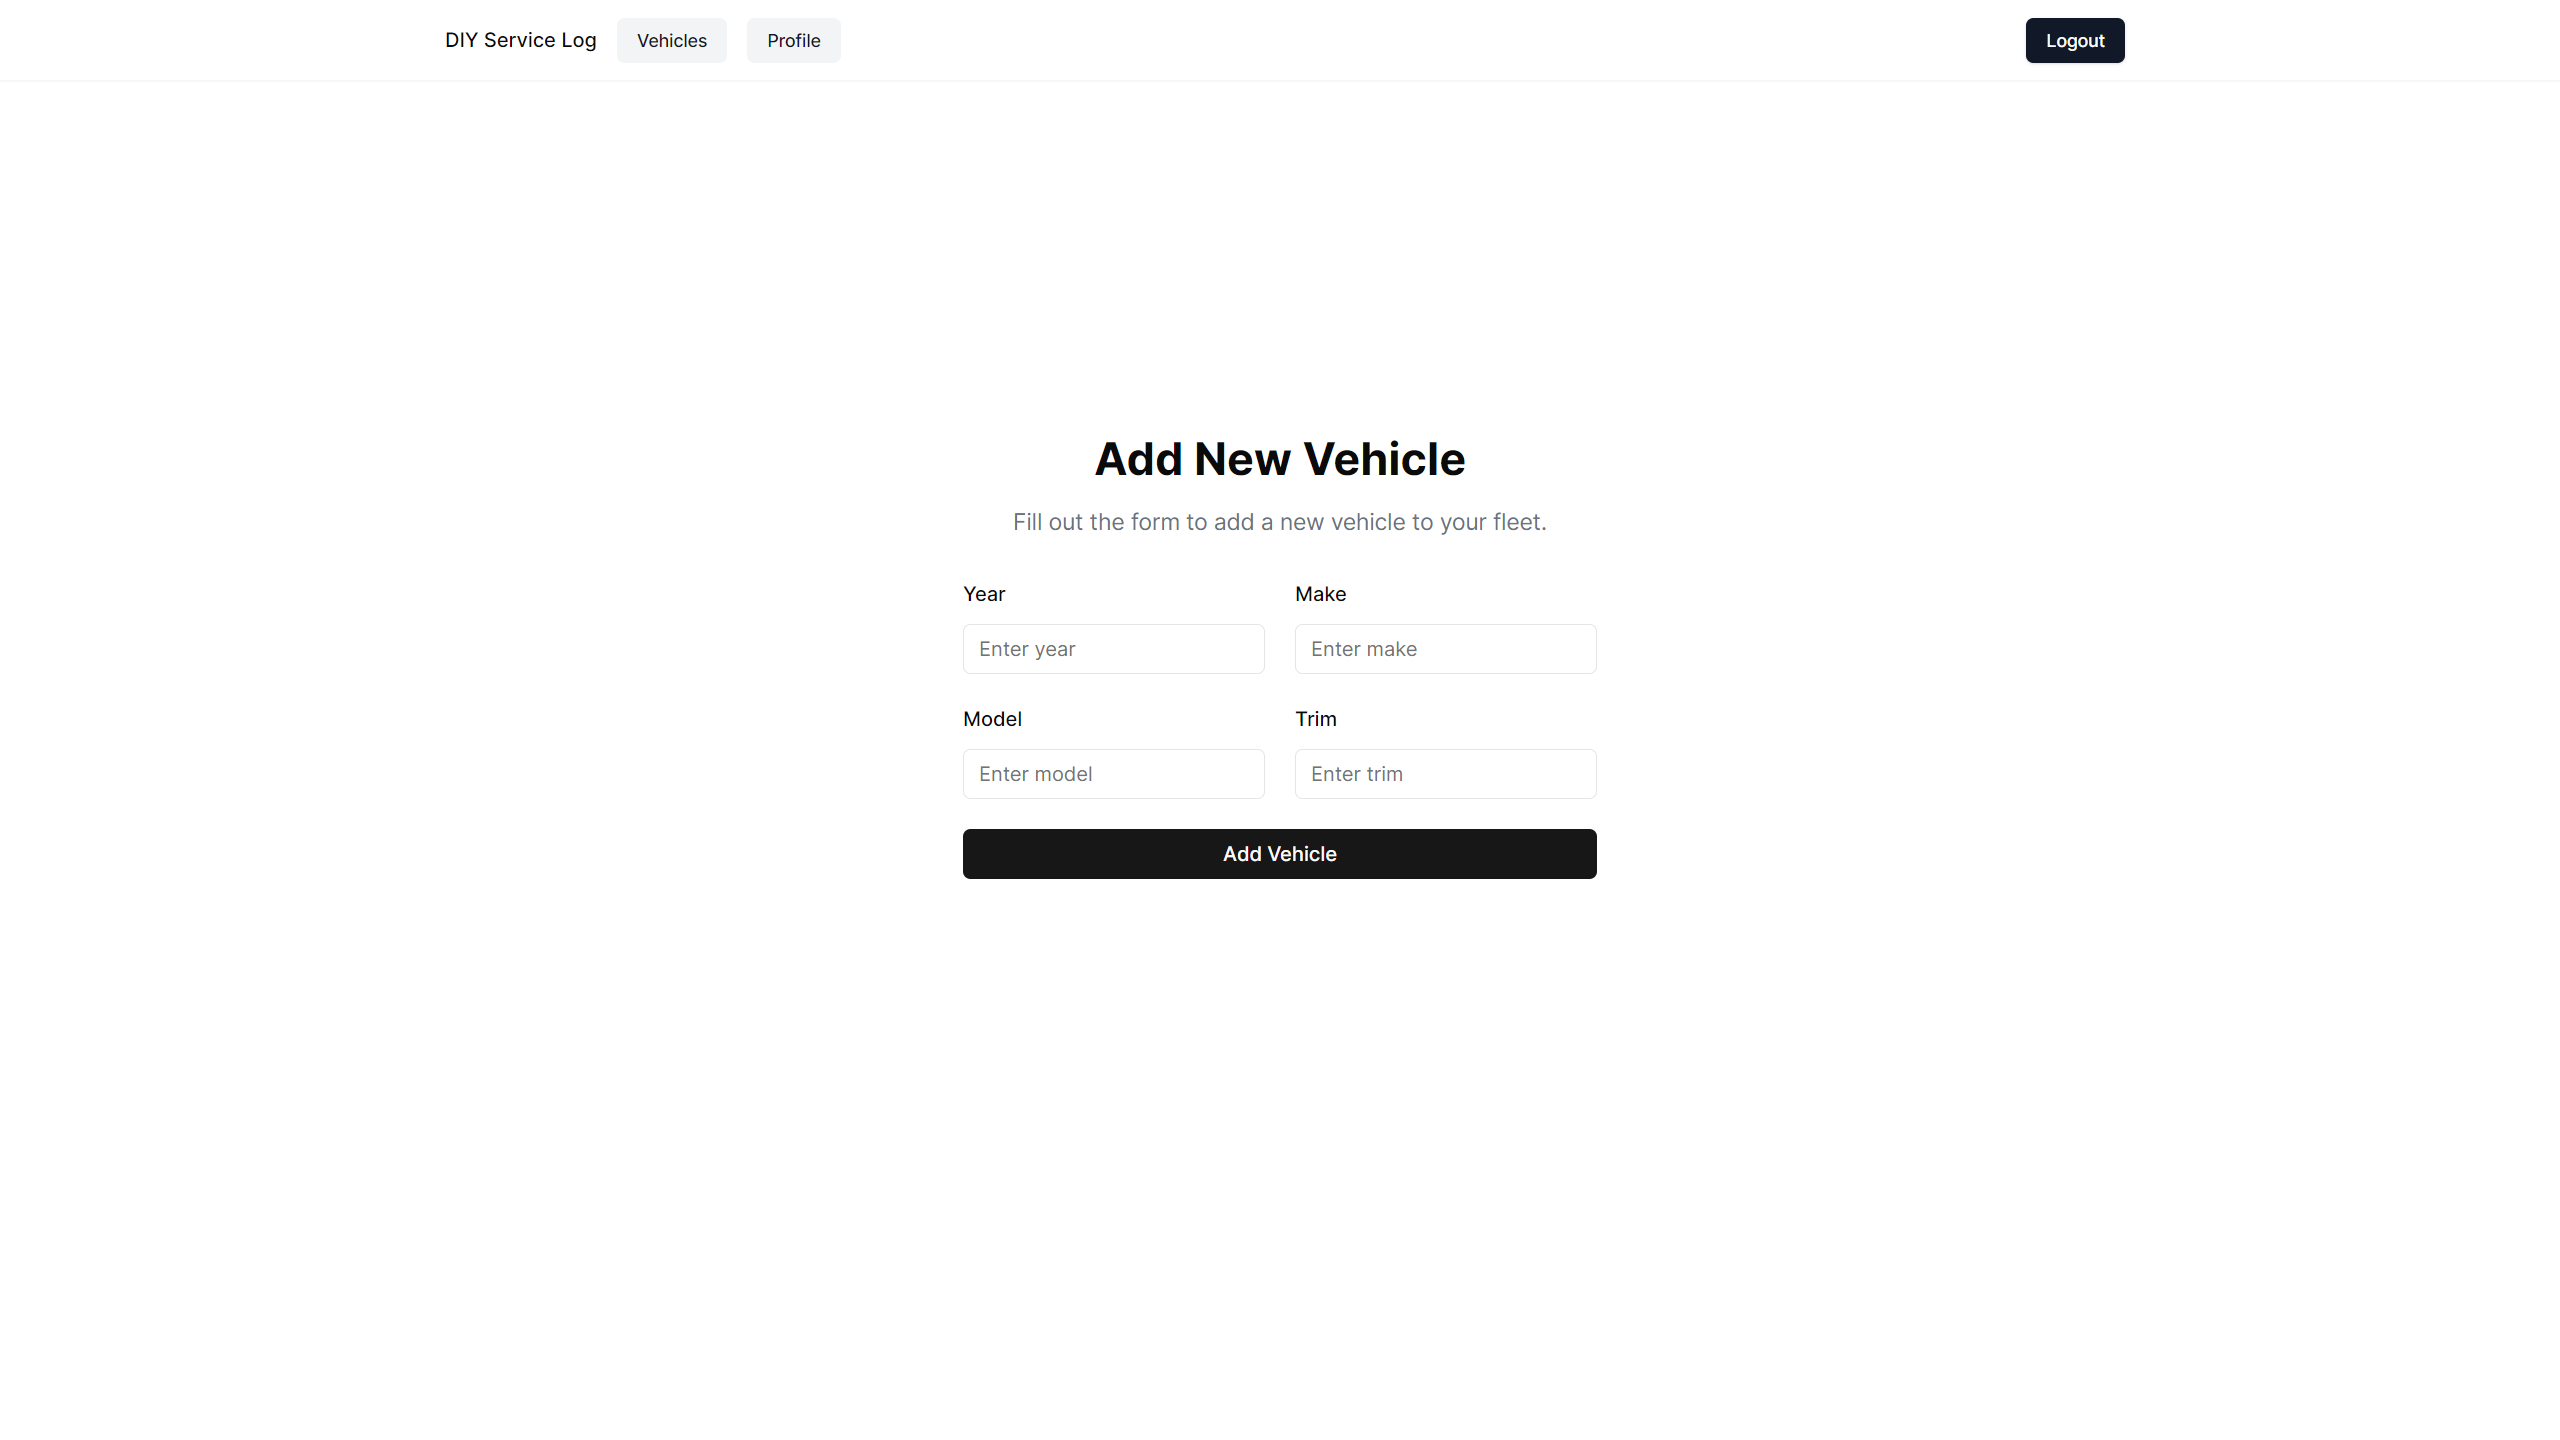 DIY Service Log Vehicles Profile Logout
Add New Vehicle
Fill out the form to add a new vehicle to your fleet.
Year Make
Enter year Enter make
Model Trim
Enter model Enter trim
Add Vehicle